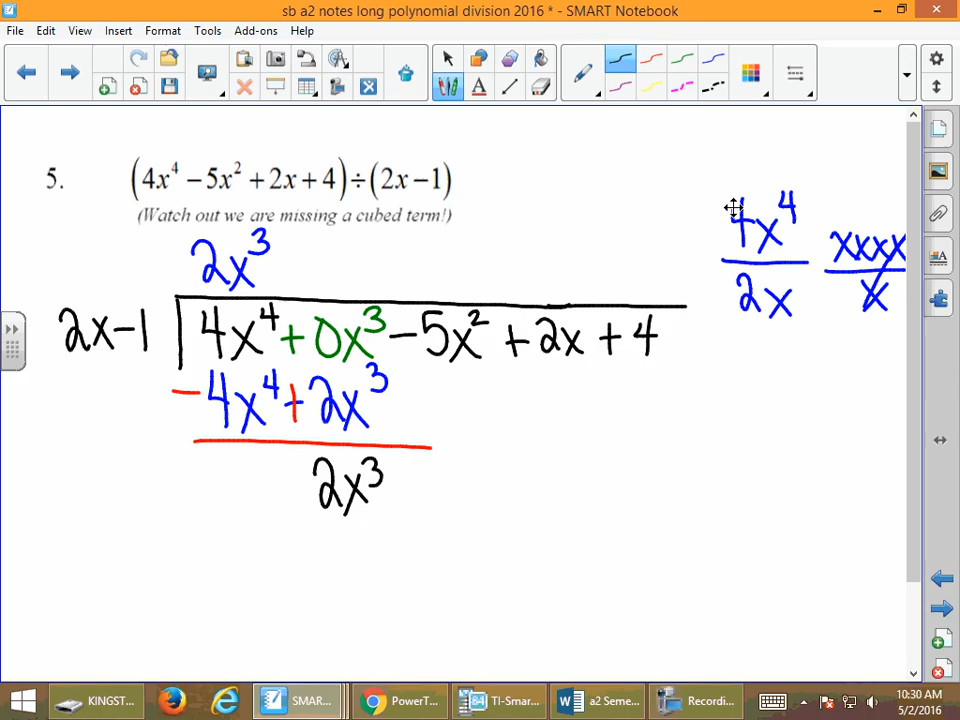 sb a2 notes long polynomial division 2016 * - SMART Notebook
File Edit View Insert Format Tools Add-ons Help
5. (4x⁴ − 5x² + 2x + 4) ÷ (2x − 1)
(Watch out we are missing a cubed term!)
4x⁴ xxxx
2x x
2x³
2x−1 4x⁴ + 0x³ − 5x² + 2x + 4
− 4x⁴ + 2x³
2x³
KINGST... SMAR... PowerT... TI-Smar... a2 Seme... Recordi... 10:30 AM
5/2/2016